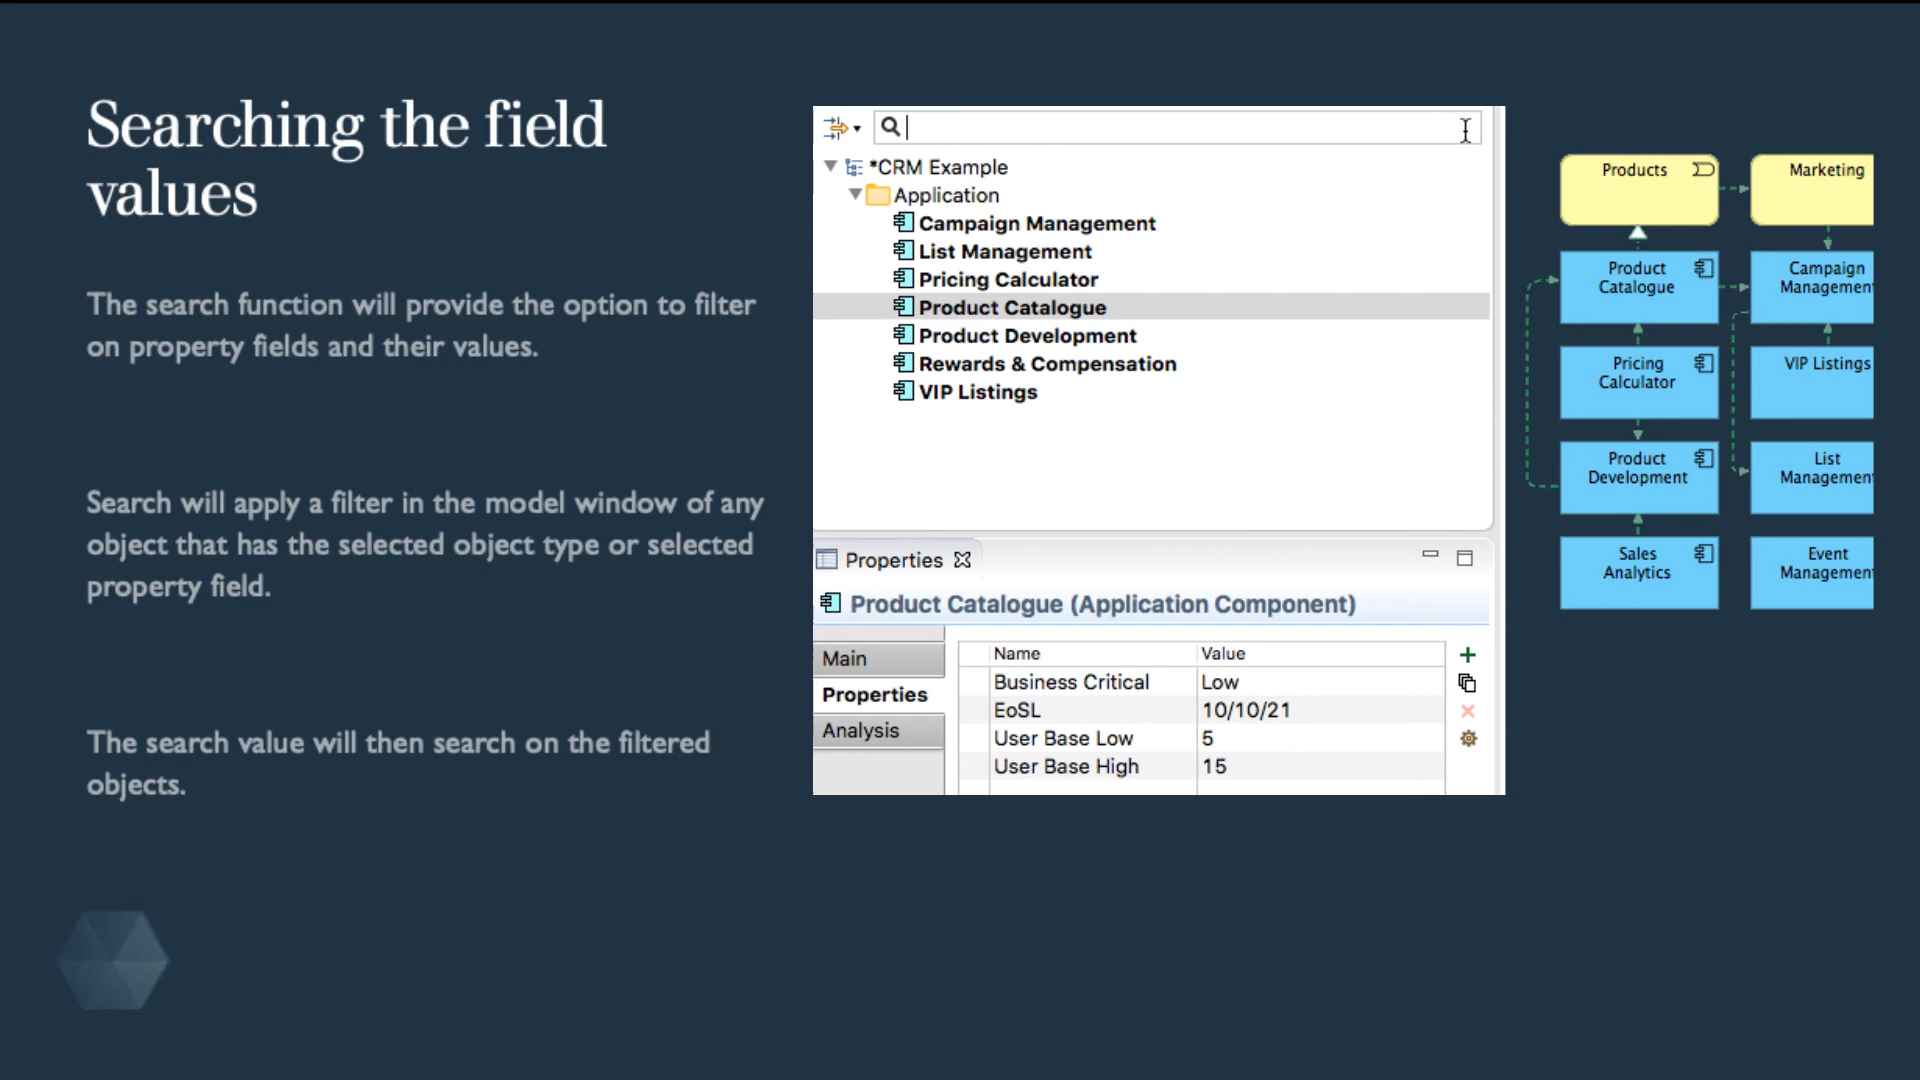 Searching the field
values
The search function will provide the option to filter
on property fields and their values.
Search will apply a filter in the model window of any
object that has the selected object type or selected
property field.
The search value will then search on the filtered
objects.
*CRM Example
Application
Campaign Management
List Management
Pricing Calculator
Product Catalogue
Product Development
Rewards & Compensation
VIP Listings
Properties
Product Catalogue (Application Component)
Main
Properties
Analysis
Name Value
Business Critical Low
EoSL 10/10/21
User Base Low 5
User Base High 15
Products
Marketing
Product
Catalogue
Campaign
Management
Pricing
Calculator
VIP Listings
Product
Development
List
Management
Sales
Analytics
Event
Management